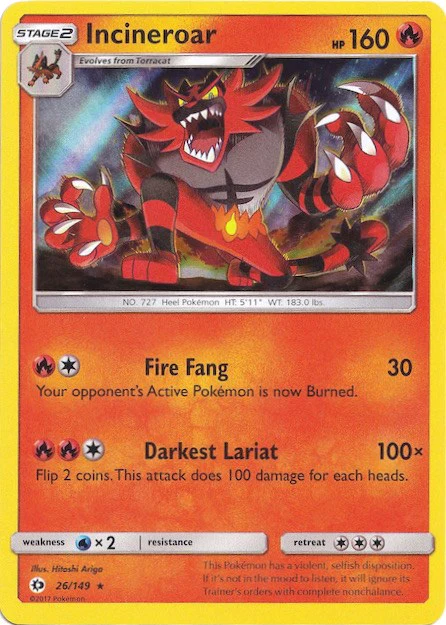 STAGE 2 Incineroar HP 160
Evolves from Torracat
NO. 727 Heel Pokémon HT: 5'11" WT: 183.0 lbs.
Fire Fang 30
Your opponent's Active Pokémon is now Burned.
Darkest Lariat 100×
Flip 2 coins. This attack does 100 damage for each heads.
weakness × 2 resistance retreat
Illus. Hitoshi Ariga
26/149 ★
©2017 Pokémon
This Pokémon has a violent, selfish disposition.
If it's not in the mood to listen, it will ignore its
Trainer's orders with complete nonchalance.